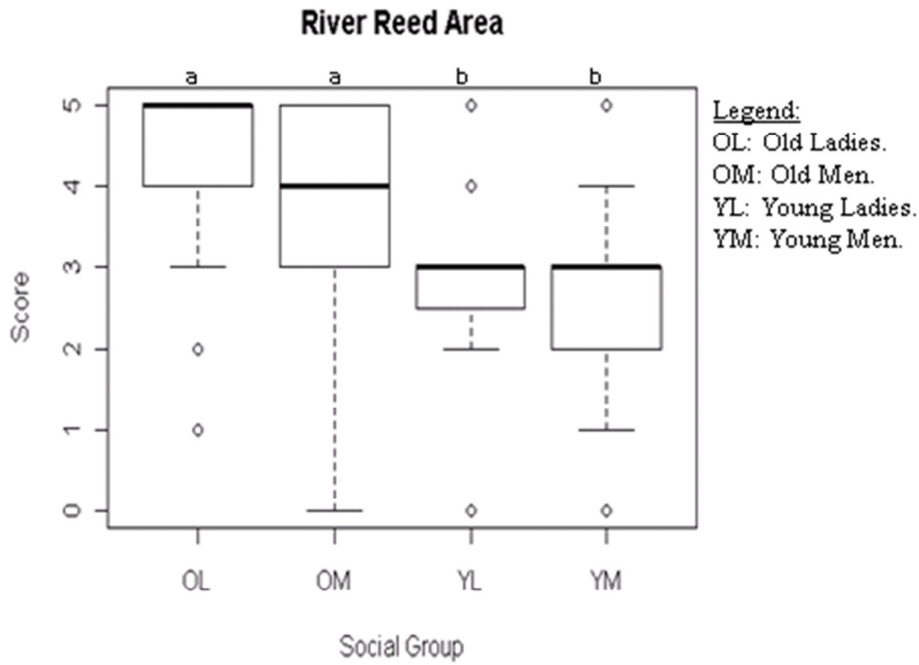 River Reed Area
a a b b
5
4
3
2
1
0
Score
OL OM YL YM
Social Group
Legend:
OL: Old Ladies.
OM: Old Men.
YL: Young Ladies.
YM: Young Men.